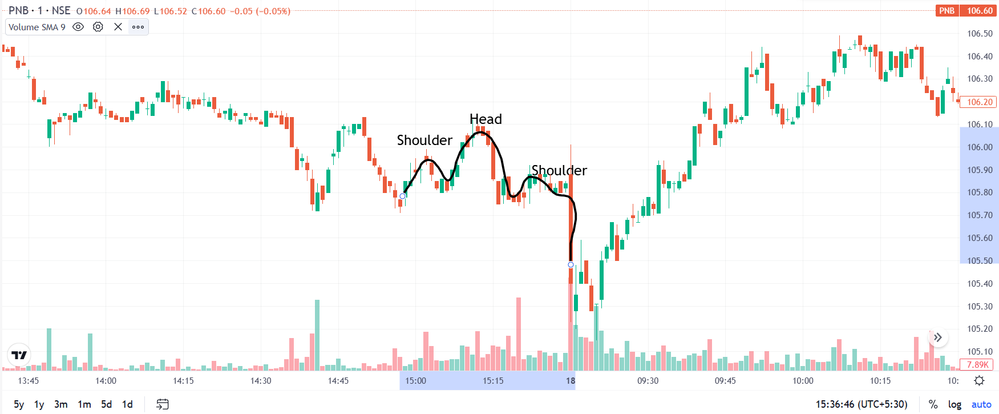 PNB · 1 · NSE O106.64 H106.69 L106.52 C106.60 −0.05 (−0.05%)
PNB 106.60
Volume SMA 9
106.50
106.40
106.30
106.20
106.10
106.00
105.90
105.80
105.70
105.60
105.50
105.40
105.30
105.20
105.10
7.89K
Head
Shoulder
Shoulder
13:45 14:00 14:15 14:30 14:45 15:00 15:15 18 09:30 09:45 10:00 10:15 10:
5y 1y 3m 1m 5d 1d 15:36:46 (UTC+5:30) % log auto